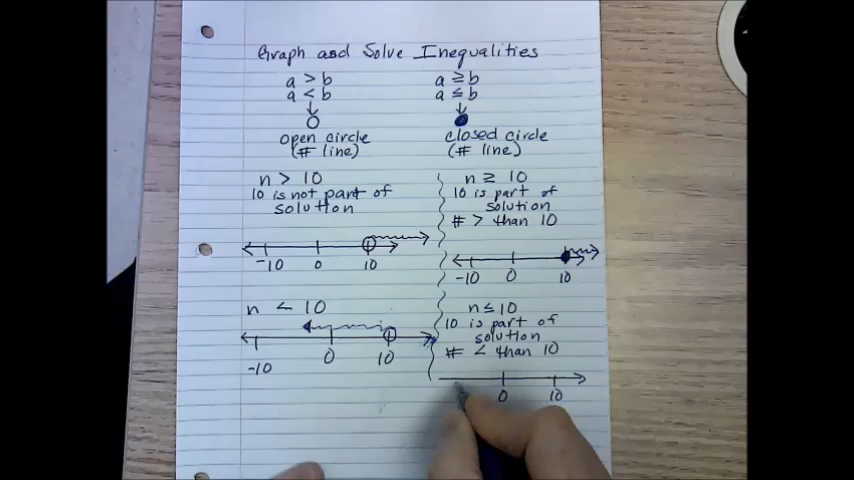 Graph and Solve Inequalities
a > b
a < b
open circle
(# line)
a ≥ b
a ≤ b
closed circle
(# line)
n > 10
10 is not part of
solution
-10 0 10
n < 10
-10 0 10
n ≥ 10
10 is part of
solution
# > than 10
-10 0 10
n ≤ 10
10 is part of
solution
# < than 10
0 10